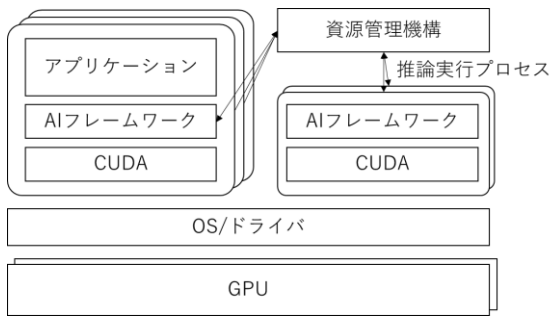 アプリケーション
AIフレームワーク
CUDA
資源管理機構
推論実行プロセス
AIフレームワーク
CUDA
OS/ドライバ
GPU